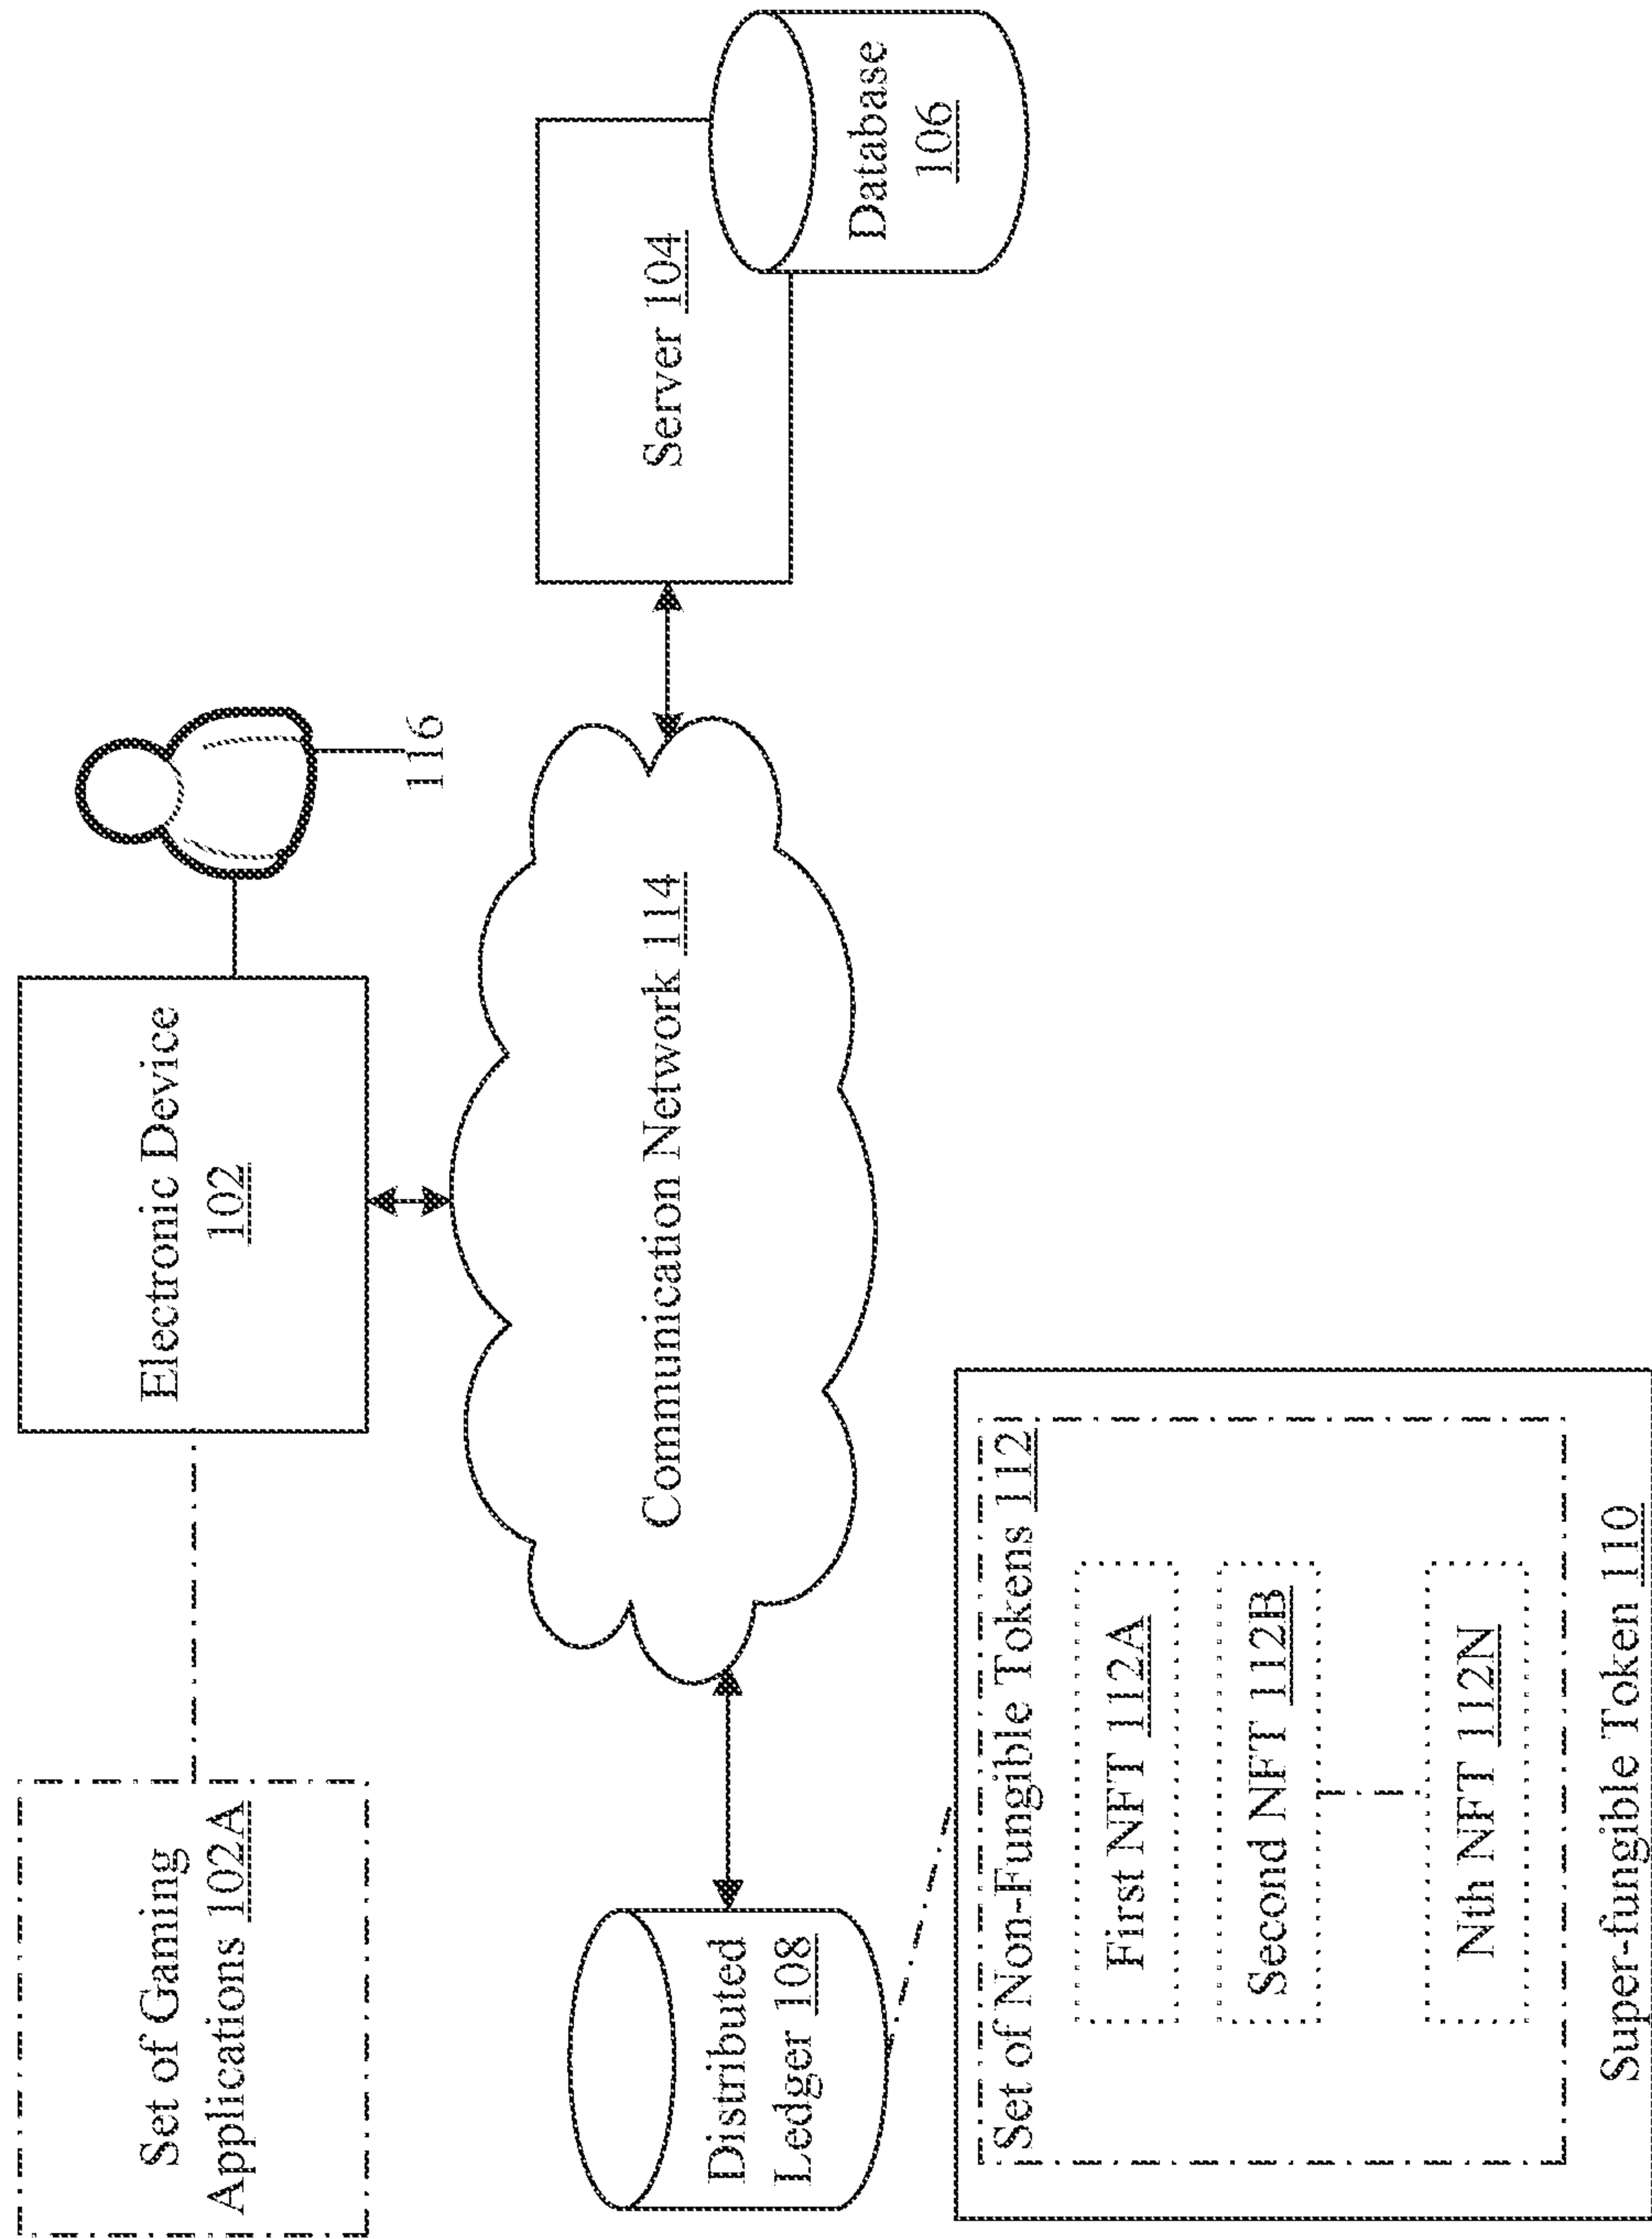 Set of Gaming
Applications 102A
Electronic Device
102
116
Communication Network 114
Server 104
Database
106
Distributed
Ledger 108
Set of Non-Fungible Tokens 112
First NFT 112A
Second NFT 112B
Nth NFT 112N
Super-fungible Token 110